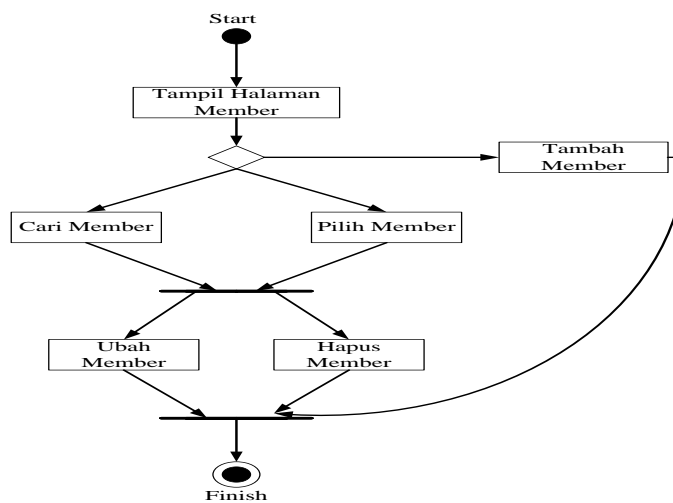 Start
Tampil Halaman
Member
Tambah
Member
Cari Member
Pilih Member
Ubah
Member
Hapus
Member
Finish